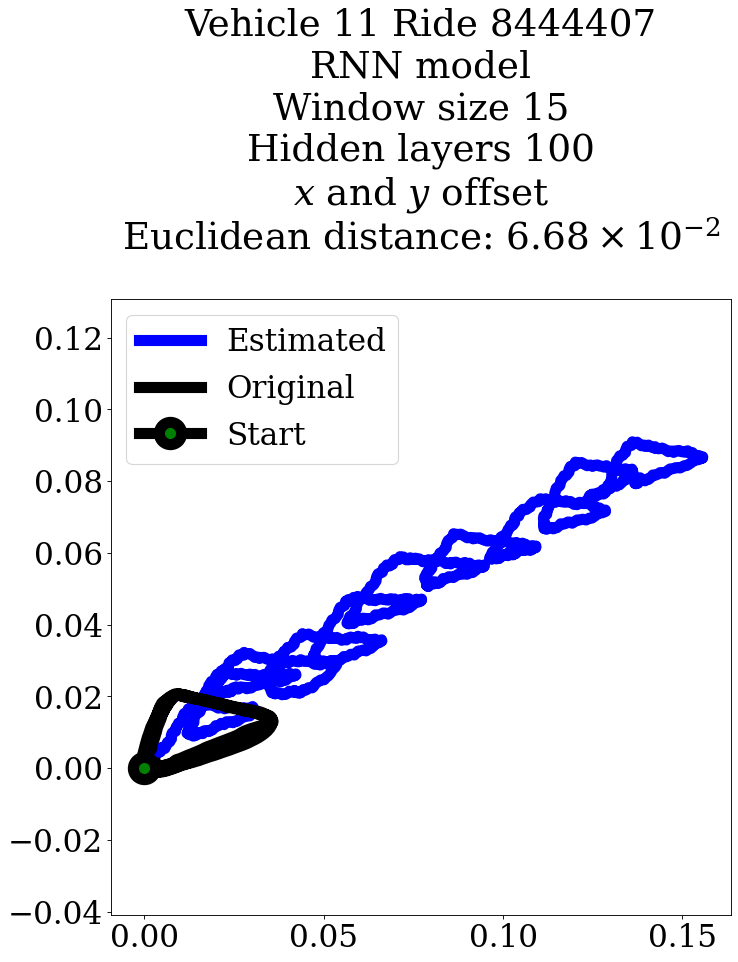 Vehicle 11 Ride 8444407
RNN model
Window size 15
Hidden layers 100
x and y offset
Euclidean distance: 6.68 × 10⁻²
Estimated
Original
Start
0.12
0.10
0.08
0.06
0.04
0.02
0.00
−0.02
−0.04
0.00 0.05 0.10 0.15